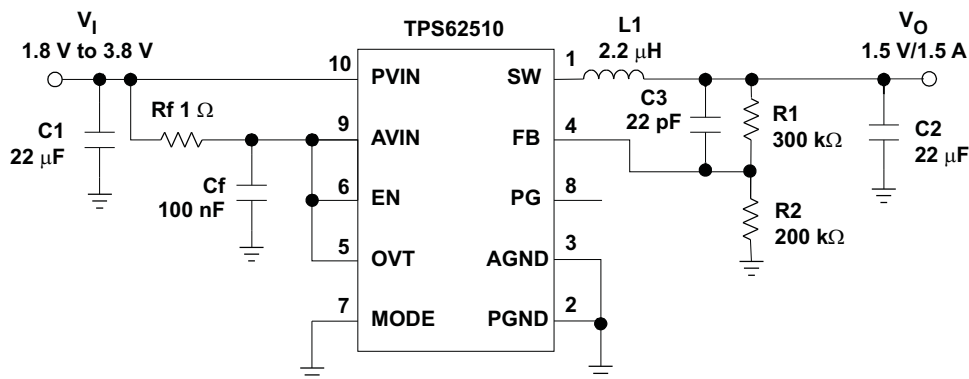 TPS62510
VI
1.8 V to 3.8 V
L1
2.2 μH
VO
1.5 V/1.5 A
10
PVIN
SW
1
Rf 1 Ω
C1
22 μF
9
AVIN
FB
4
C3
22 pF
R1
300 kΩ
C2
22 μF
Cf
100 nF
6
EN
PG
8
R2
200 kΩ
5
OVT
AGND
3
7
MODE
PGND
2